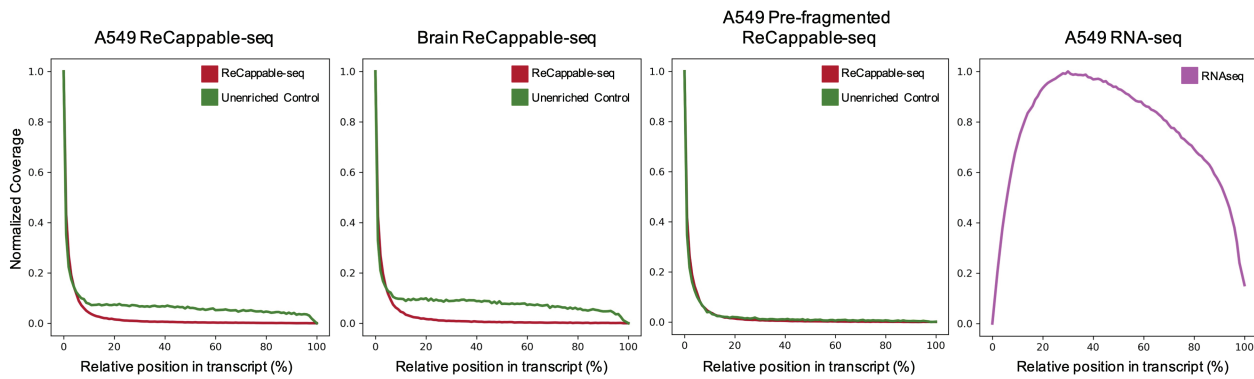 A549 ReCappable-seq
Brain ReCappable-seq
A549 Pre-fragmented
ReCappable-seq
A549 RNA-seq
Normalized Coverage
1.0
0.8
0.6
0.4
0.2
0.0
ReCappable-seq
Unenriched Control
0 20 40 60 80 100
Relative position in transcript (%)
1.0
0.8
0.6
0.4
0.2
0.0
ReCappable-seq
Unenriched Control
0 20 40 60 80 100
Relative position in transcript (%)
1.0
0.8
0.6
0.4
0.2
0.0
ReCappable-seq
Unenriched Control
0 20 40 60 80 100
Relative position in transcript (%)
1.0
0.8
0.6
0.4
0.2
0.0
RNAseq
0 20 40 60 80 100
Relative position in transcript (%)